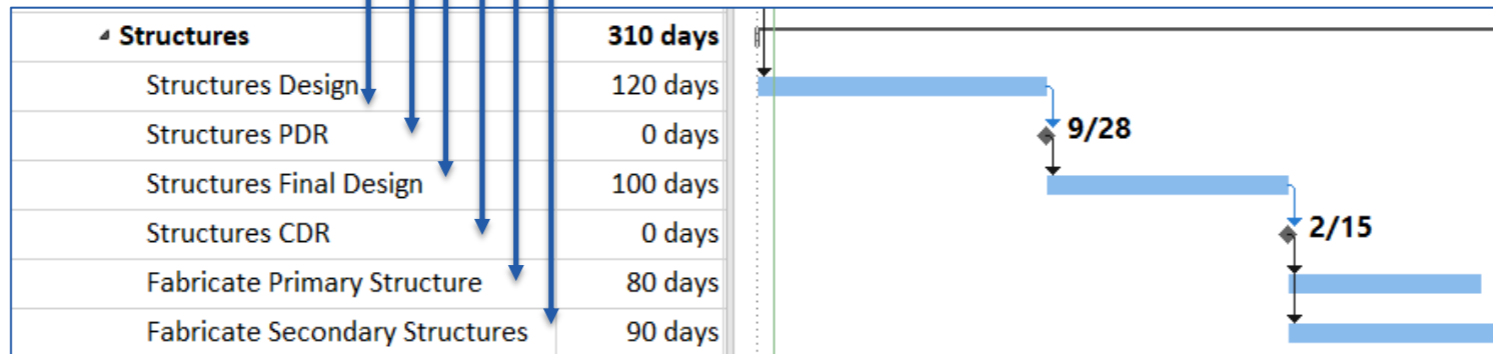 Structures 310 days
Structures Design 120 days
Structures PDR 0 days 9/28
Structures Final Design 100 days
Structures CDR 0 days 2/15
Fabricate Primary Structure 80 days
Fabricate Secondary Structures 90 days